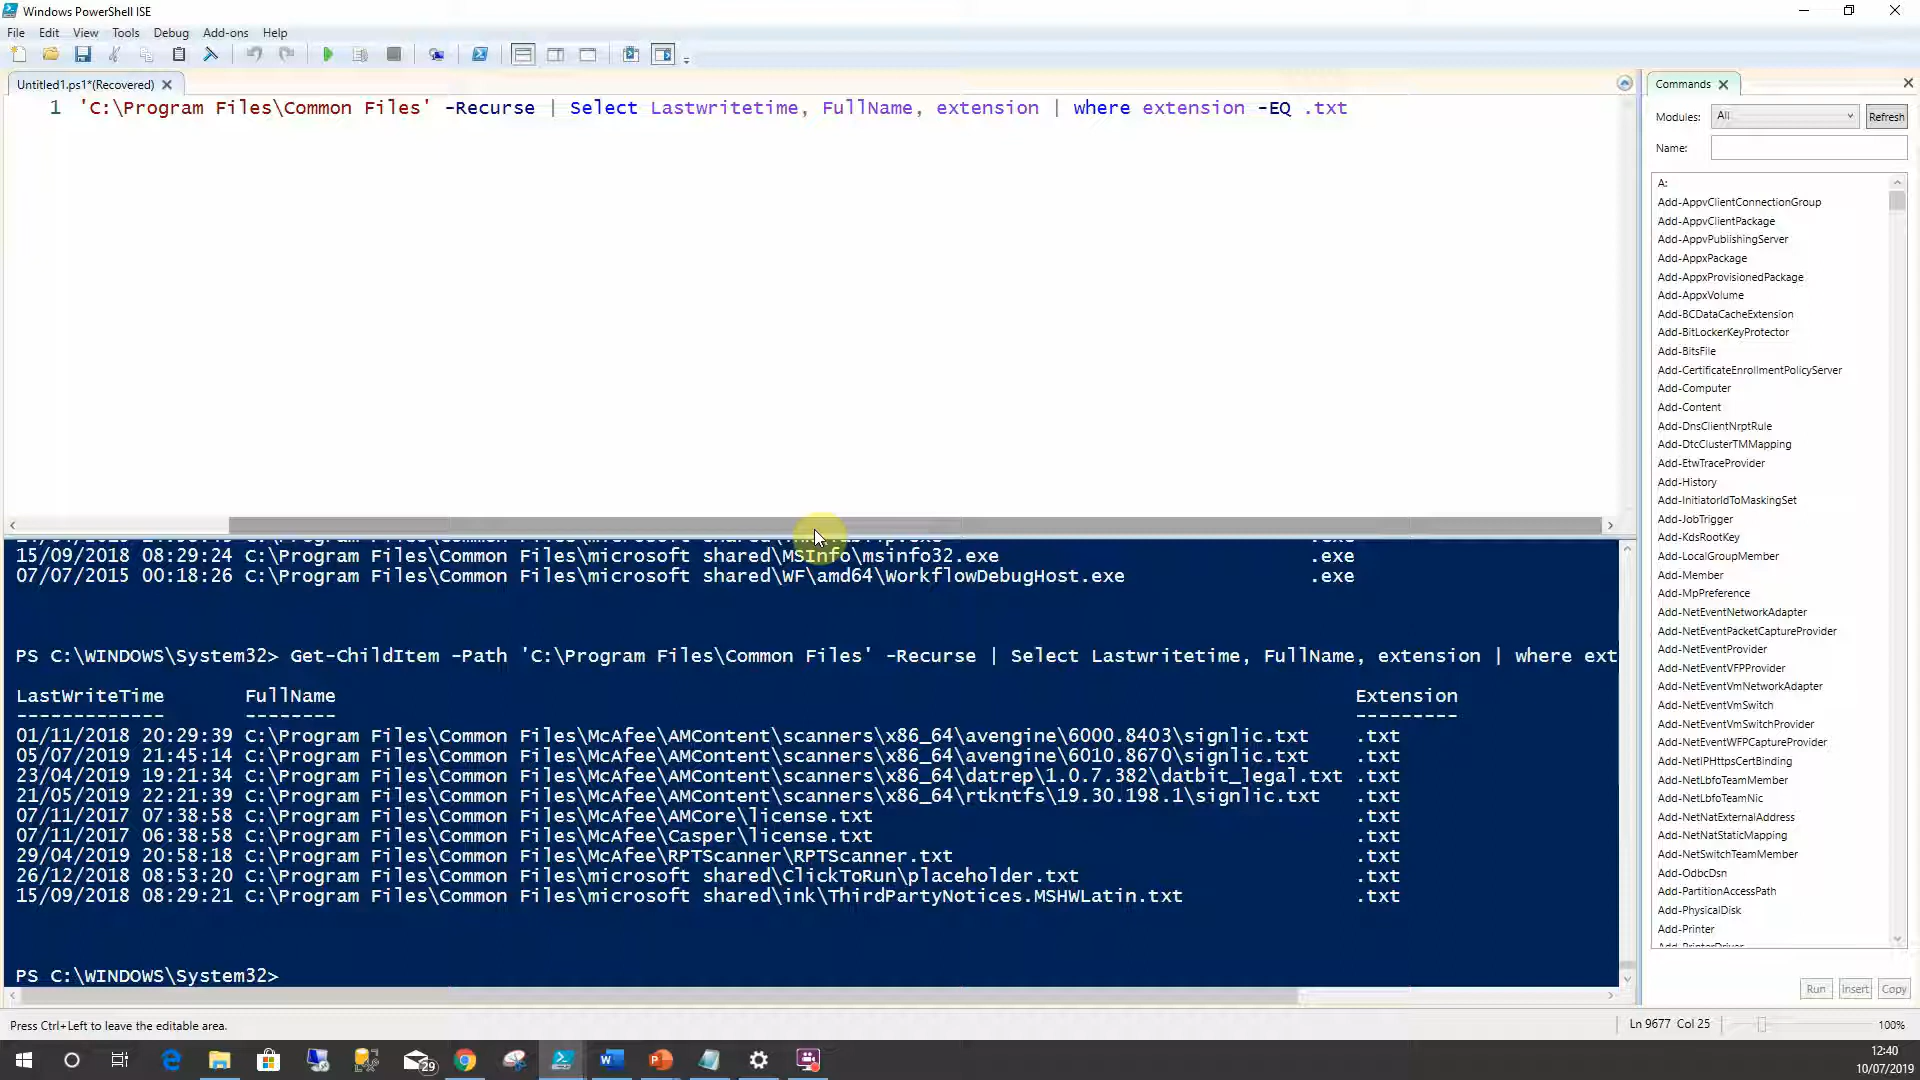 Windows PowerShell ISE
File Edit View Tools Debug Add-ons Help
Untitled1.ps1*(Recovered)
1 'C:\Program Files\Common Files' -Recurse | Select Lastwritetime, FullName, extension | where extension -EQ .txt
15/09/2018 08:29:24 C:\Program Files\Common Files\microsoft shared\MSInfo\msinfo32.exe .exe
07/07/2015 00:18:26 C:\Program Files\Common Files\microsoft shared\WF\amd64\WorkflowDebugHost.exe .exe
PS C:\WINDOWS\System32> Get-ChildItem -Path 'C:\Program Files\Common Files' -Recurse | Select Lastwritetime, FullName, extension | where ext
LastWriteTime FullName Extension
------------- -------- ---------
01/11/2018 20:29:39 C:\Program Files\Common Files\McAfee\AMContent\scanners\x86_64\avengine\6000.8403\signlic.txt .txt
05/07/2019 21:45:14 C:\Program Files\Common Files\McAfee\AMContent\scanners\x86_64\avengine\6010.8670\signlic.txt .txt
23/04/2019 19:21:34 C:\Program Files\Common Files\McAfee\AMContent\scanners\x86_64\datrep\1.0.7.382\datbit_legal.txt .txt
21/05/2019 22:21:39 C:\Program Files\Common Files\McAfee\AMContent\scanners\x86_64\rtkntfs\19.30.198.1\signlic.txt .txt
07/11/2017 07:38:58 C:\Program Files\Common Files\McAfee\AMCore\license.txt .txt
07/11/2017 06:38:58 C:\Program Files\Common Files\McAfee\Casper\license.txt .txt
29/04/2019 20:58:18 C:\Program Files\Common Files\McAfee\RPTScanner\RPTScanner.txt .txt
26/12/2018 08:53:20 C:\Program Files\Common Files\microsoft shared\ClickToRun\placeholder.txt .txt
15/09/2018 08:29:21 C:\Program Files\Common Files\microsoft shared\ink\ThirdPartyNotices.MSHWLatin.txt .txt
PS C:\WINDOWS\System32>
Commands
Modules: All Refresh
Name:
A:
Add-AppvClientConnectionGroup
Add-AppvClientPackage
Add-AppvPublishingServer
Add-AppxPackage
Add-AppxProvisionedPackage
Add-AppxVolume
Add-BCDataCacheExtension
Add-BitLockerKeyProtector
Add-BitsFile
Add-CertificateEnrollmentPolicyServer
Add-Computer
Add-Content
Add-DnsClientNrptRule
Add-DtcClusterTMMapping
Add-EtwTraceProvider
Add-History
Add-InitiatorIdToMaskingSet
Add-JobTrigger
Add-KdsRootKey
Add-LocalGroupMember
Add-Member
Add-MpPreference
Add-NetEventNetworkAdapter
Add-NetEventPacketCaptureProvider
Add-NetEventProvider
Add-NetEventVFPProvider
Add-NetEventVmNetworkAdapter
Add-NetEventVmSwitch
Add-NetEventVmSwitchProvider
Add-NetEventWFPCaptureProvider
Add-NetIPHttpsCertBinding
Add-NetLbfoTeamMember
Add-NetLbfoTeamNic
Add-NetNatExternalAddress
Add-NetNatStaticMapping
Add-NetSwitchTeamMember
Add-OdbcDsn
Add-PartitionAccessPath
Add-PhysicalDisk
Add-Printer
Run Insert Copy
Press Ctrl+Left to leave the editable area.
Ln 9677 Col 25
100%
29
12:40
10/07/2019